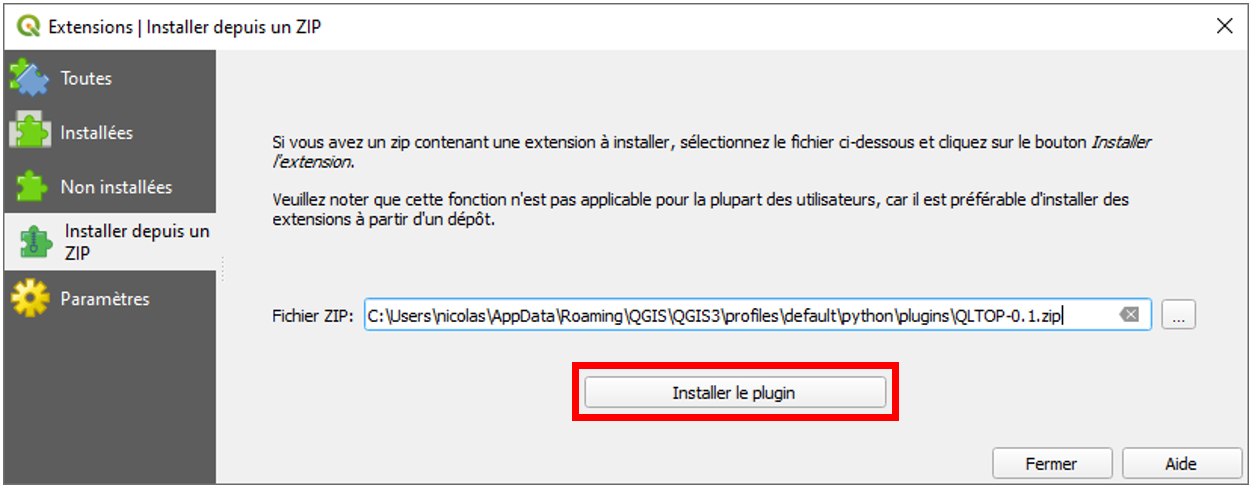 Extensions | Installer depuis un ZIP
Toutes
Installées
Non installées
Installer depuis un
ZIP
Paramètres
Si vous avez un zip contenant une extension à installer, sélectionnez le fichier ci-dessous et cliquez sur le bouton Installer
l'extension.
Veuillez noter que cette fonction n'est pas applicable pour la plupart des utilisateurs, car il est préférable d'installer des
extensions à partir d'un dépôt.
Fichier ZIP: C:\Users\nicolas\AppData\Roaming\QGIS\QGIS3\profiles\default\python\plugins\QLTOP-0.1.zip ...
Installer le plugin
Fermer Aide